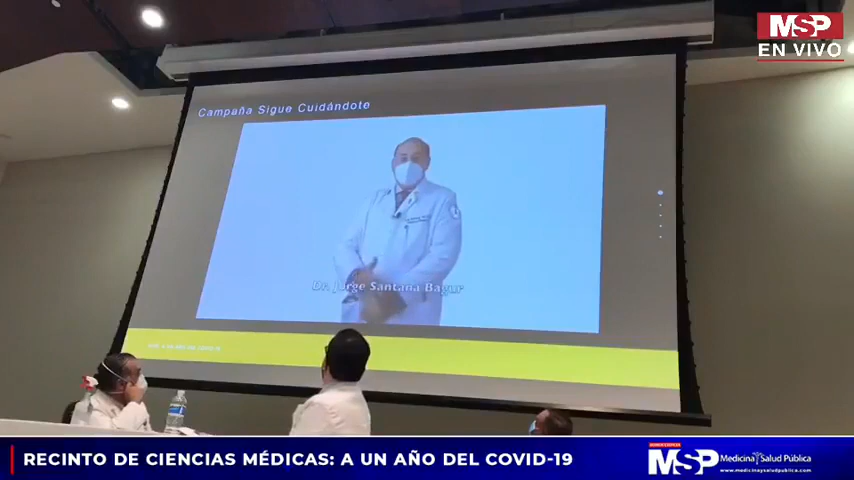 MSP
EN VIVO
Campaña Sigue Cuidándote
Dr. Jorge Santana Bagur
RECINTO DE CIENCIAS MÉDICAS: A UN AÑO DEL COVID-19
MSP
Medicina Salud Pública
www.medicinaysaludpublica.com